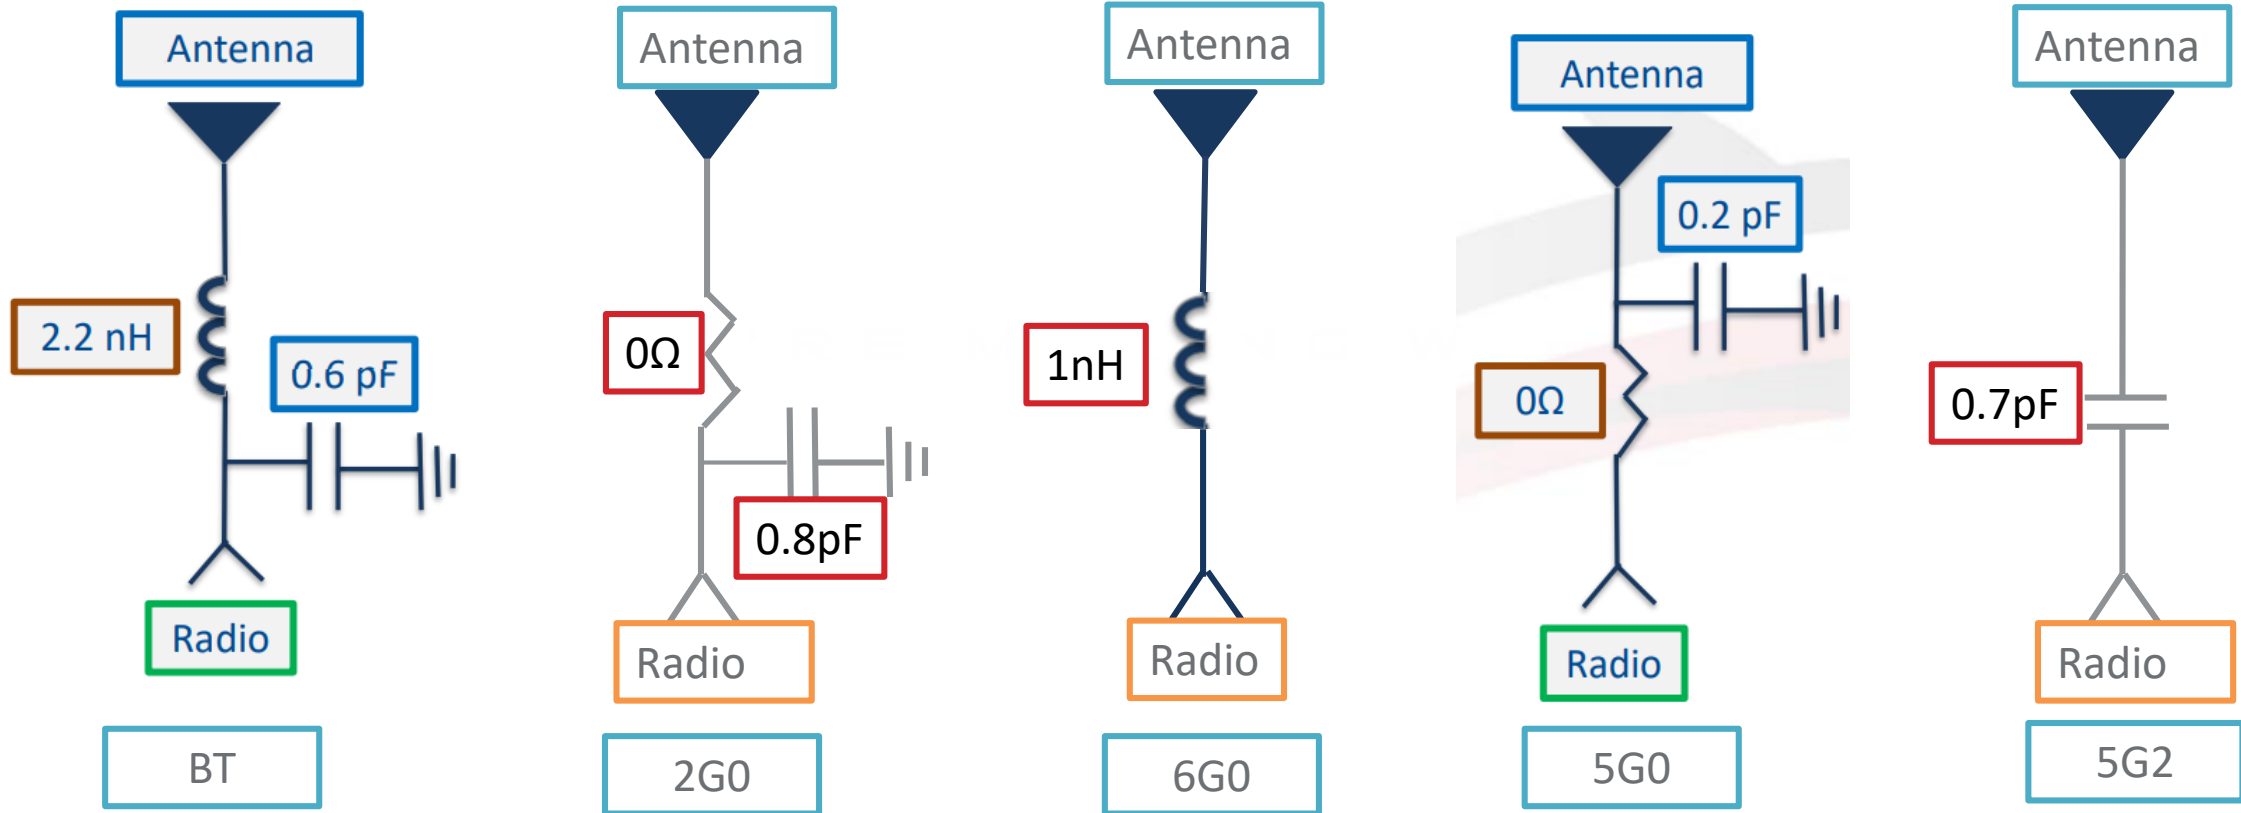 Antenna
2.2 nH
0.6 pF
Radio
BT
Antenna
0Ω
0.8pF
Radio
2G0
Antenna
1nH
Radio
6G0
Antenna
0.2 pF
0Ω
Radio
5G0
Antenna
0.7pF
Radio
5G2